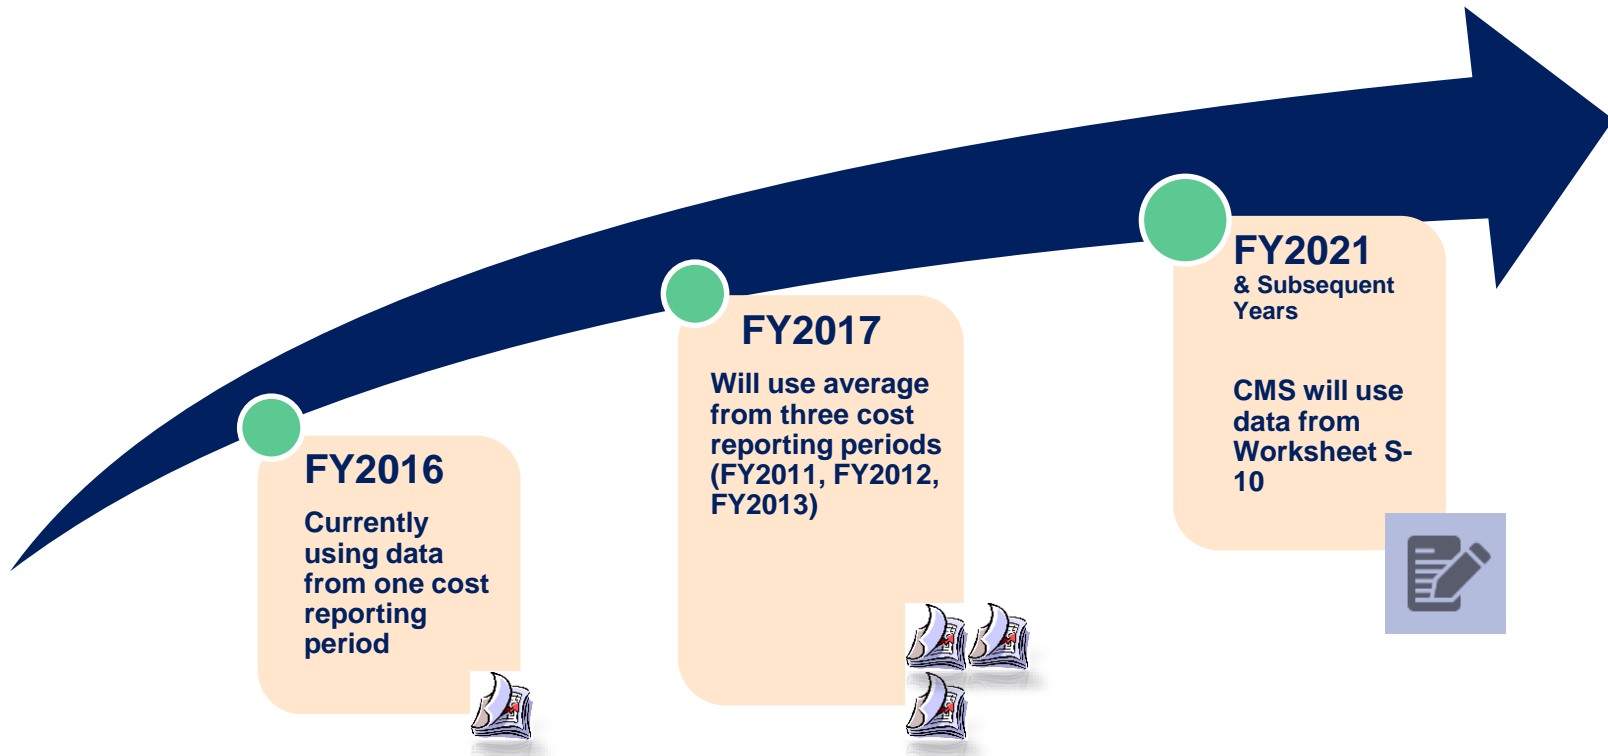 FY2016
Currently
using data
from one cost
reporting
period
FY2017
Will use average
from three cost
reporting periods
(FY2011, FY2012,
FY2013)
FY2021
& Subsequent
Years
CMS will use
data from
Worksheet S-
10